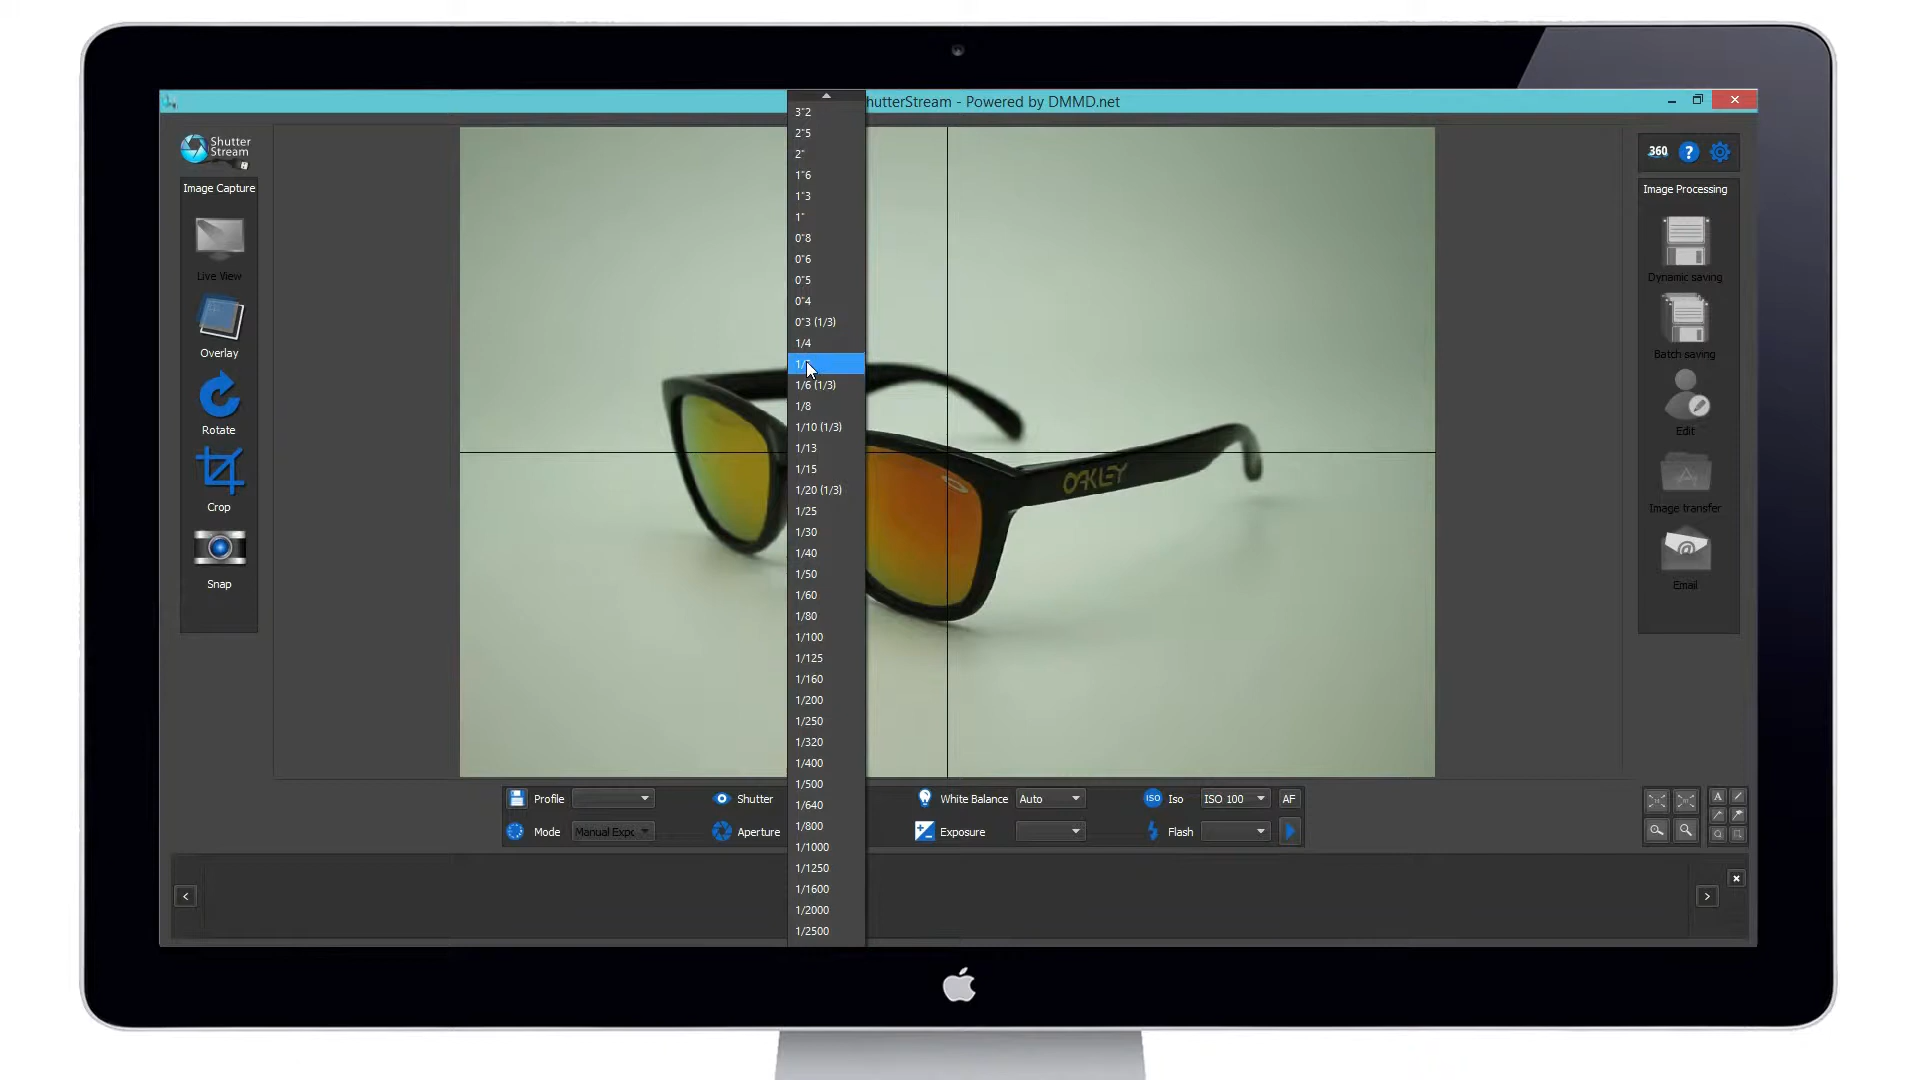 hutterStream - Powered by DMMD.net
Shutter
Stream
Image Capture
Live View
Overlay
Rotate
Crop
Snap
3"2
2"5
2"
1"6
1"3
1"
0"8
0"6
0"5
0"4
0"3 (1/3)
1/4
1/6 (1/3)
1/8
1/10 (1/3)
1/13
1/15
1/20 (1/3)
1/25
1/30
1/40
1/50
1/60
1/80
1/100
1/125
1/160
1/200
1/250
1/320
1/400
1/500
1/640
1/800
1/1000
1/1250
1/1600
1/2000
1/2500
OAKLEY
360
?
Image Processing
Dynamic saving
Batch saving
Edit
Image transfer
Email
Profile
Shutter
White Balance Auto
ISO Iso ISO 100 AF
Mode Manual Expo
Aperture
Exposure
Flash
A
<
>